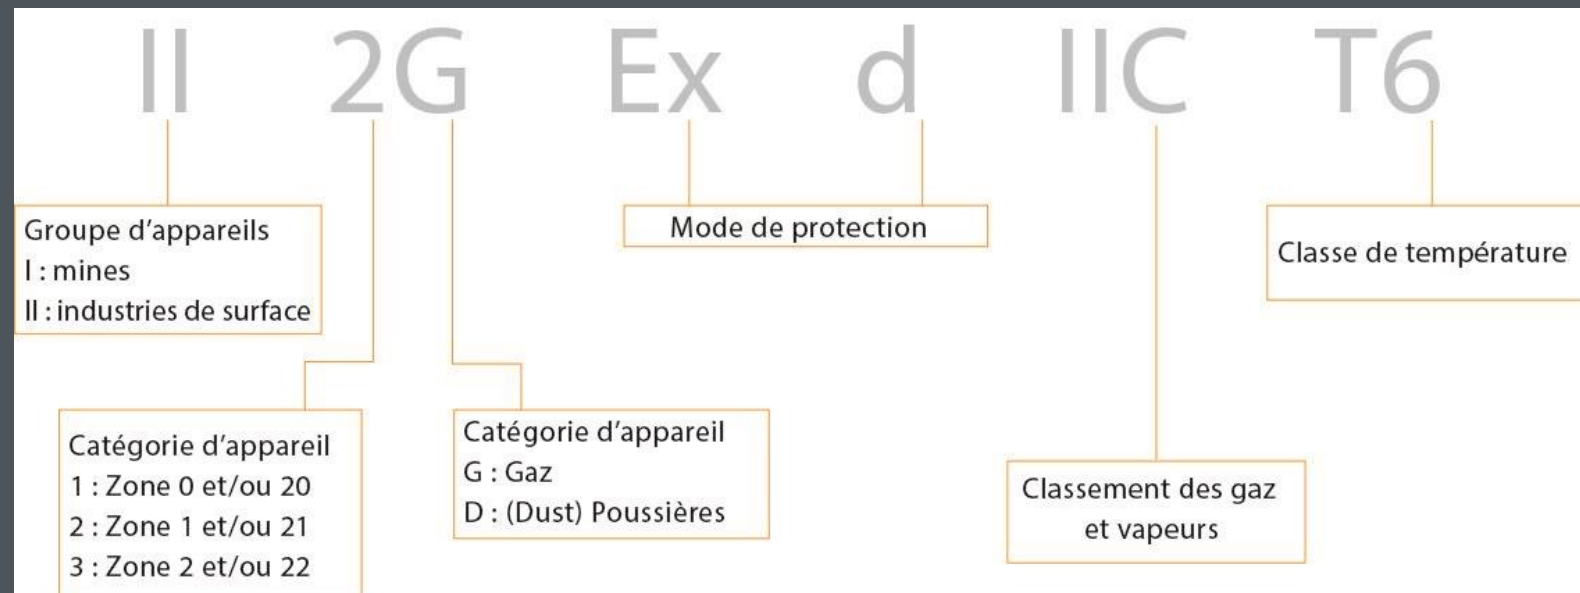 II 2G Ex d IIC T6
Groupe d'appareils
I : mines
II : industries de surface
Mode de protection
Classe de température
Catégorie d'appareil
1 : Zone 0 et/ou 20
2 : Zone 1 et/ou 21
3 : Zone 2 et/ou 22
Catégorie d'appareil
G : Gaz
D : (Dust) Poussières
Classement des gaz
et vapeurs